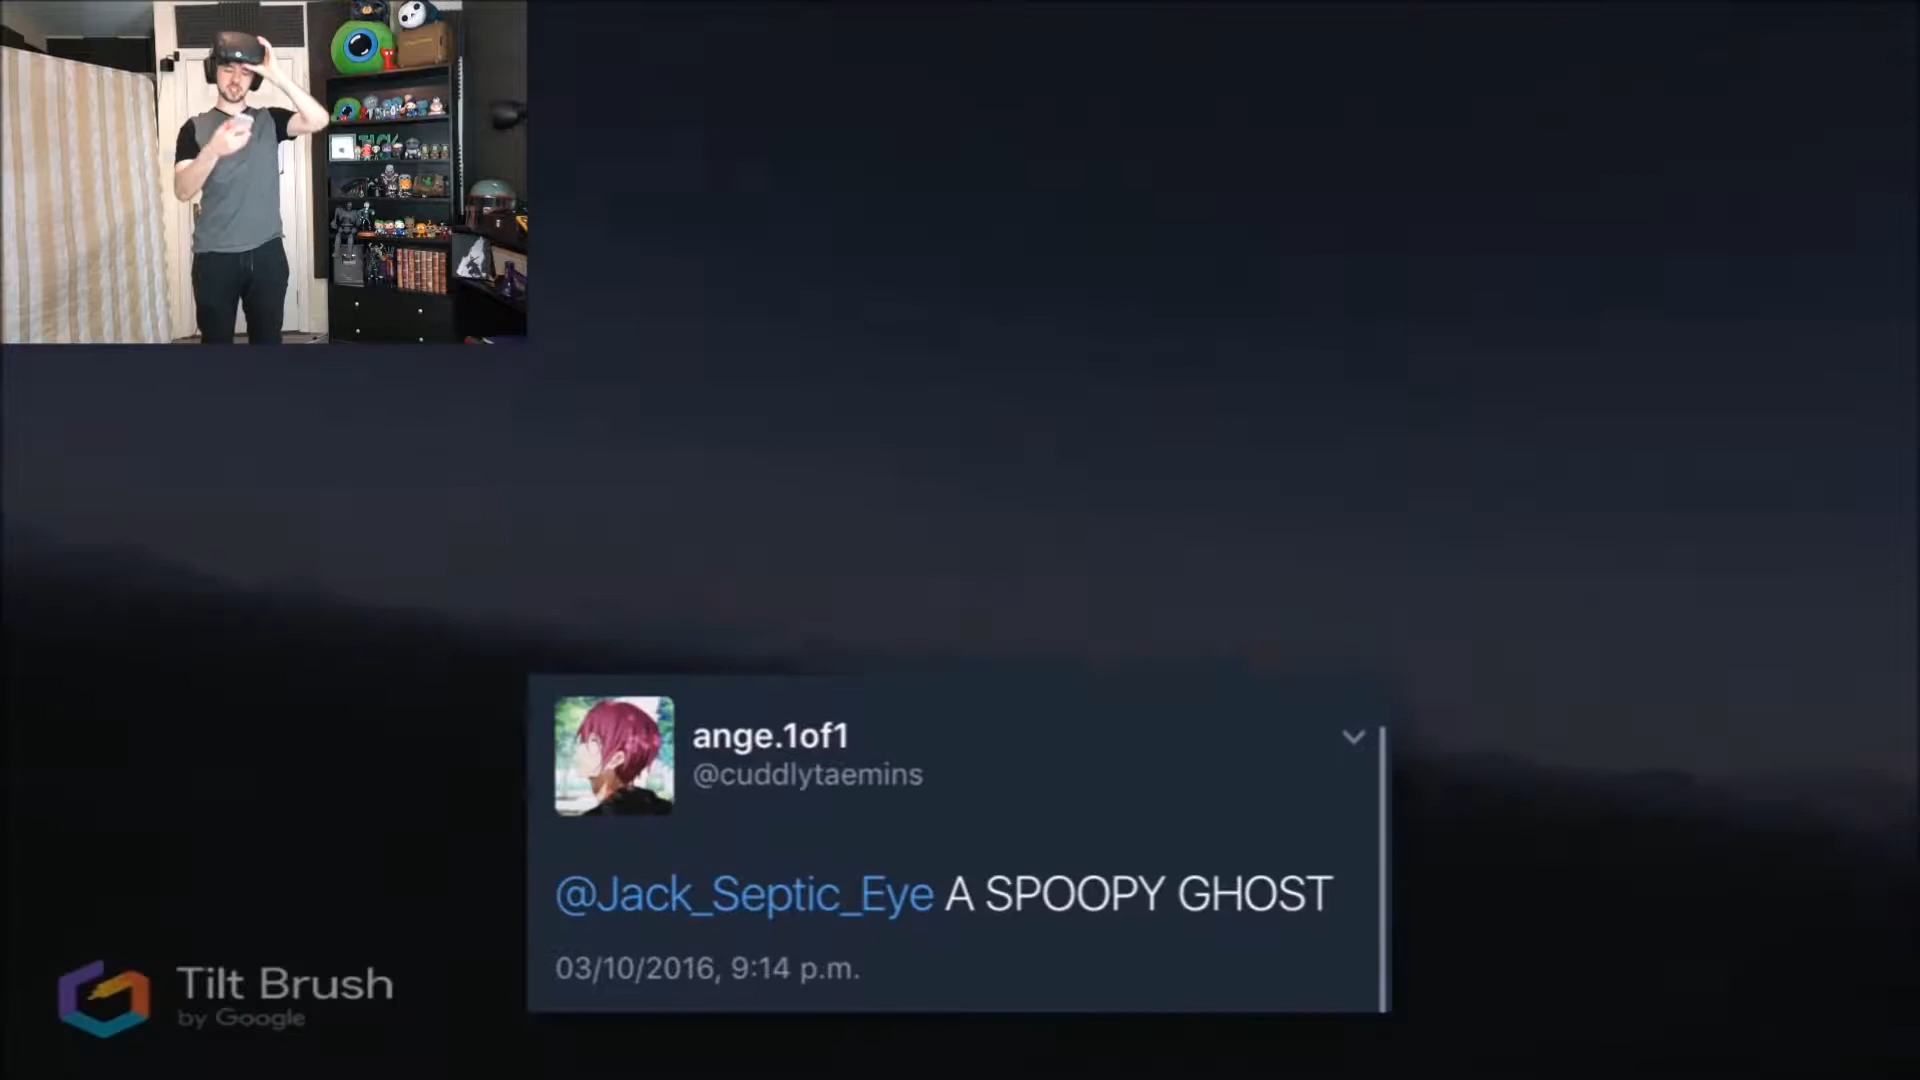 ange.1of1
@cuddlytaemins
@Jack_Septic_Eye A SPOOPY GHOST
03/10/2016, 9:14 p.m.
Tilt Brush
by Google